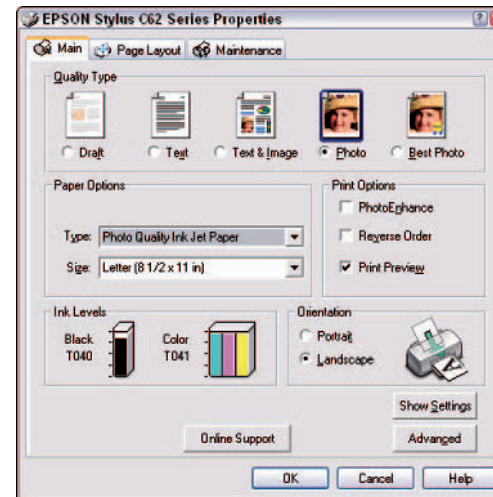 EPSON Stylus C62 Series Properties
Main Page Layout Maintenance
Quality Type
Draft Text Text & Image Photo Best Photo
Paper Options
Type: Photo Quality Ink Jet Paper
Size: Letter (8 1/2 x 11 in)
Print Options
PhotoEnhance
Reverse Order
Print Preview
Ink Levels
Black Color
T040 T041
Orientation
Portrait
Landscape
Show Settings
Online Support Advanced
OK Cancel Help